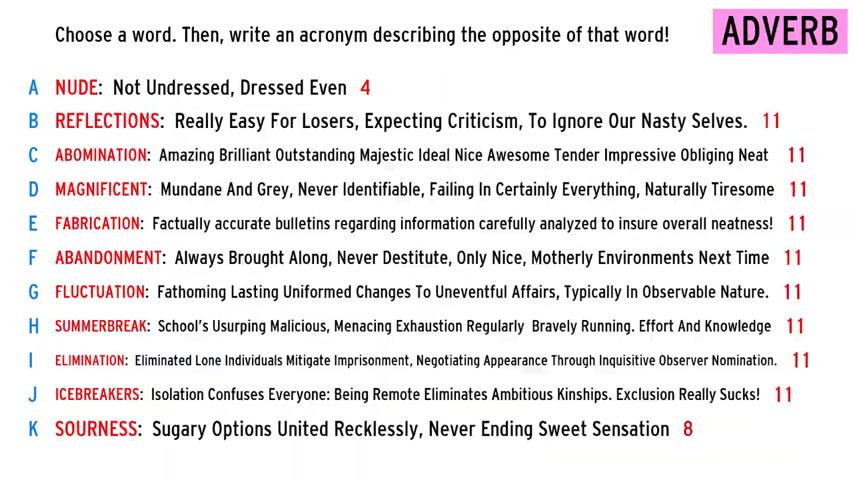 Choose a word. Then, write an acronym describing the opposite of that word!
ADVERB
A NUDE: Not Undressed, Dressed Even 4
B REFLECTIONS: Really Easy For Losers, Expecting Criticism, To Ignore Our Nasty Selves. 11
C ABOMINATION: Amazing Brilliant Outstanding Majestic Ideal Nice Awesome Tender Impressive Obliging Neat 11
D MAGNIFICENT: Mundane And Grey, Never Identifiable, Failing In Certainly Everything, Naturally Tiresome 11
E FABRICATION: Factually accurate bulletins regarding information carefully analyzed to insure overall neatness! 11
F ABANDONMENT: Always Brought Along, Never Destitute, Only Nice, Motherly Environments Next Time 11
G FLUCTUATION: Fathoming Lasting Uniformed Changes To Uneventful Affairs, Typically In Observable Nature. 11
H SUMMERBREAK: School's Usurping Malicious, Menacing Exhaustion Regularly Bravely Running. Effort And Knowledge 11
I ELIMINATION: Eliminated Lone Individuals Mitigate Imprisonment, Negotiating Appearance Through Inquisitive Observer Nomination. 11
J ICEBREAKERS: Isolation Confuses Everyone: Being Remote Eliminates Ambitious Kinships. Exclusion Really Sucks! 11
K SOURNESS: Sugary Options United Recklessly, Never Ending Sweet Sensation 8